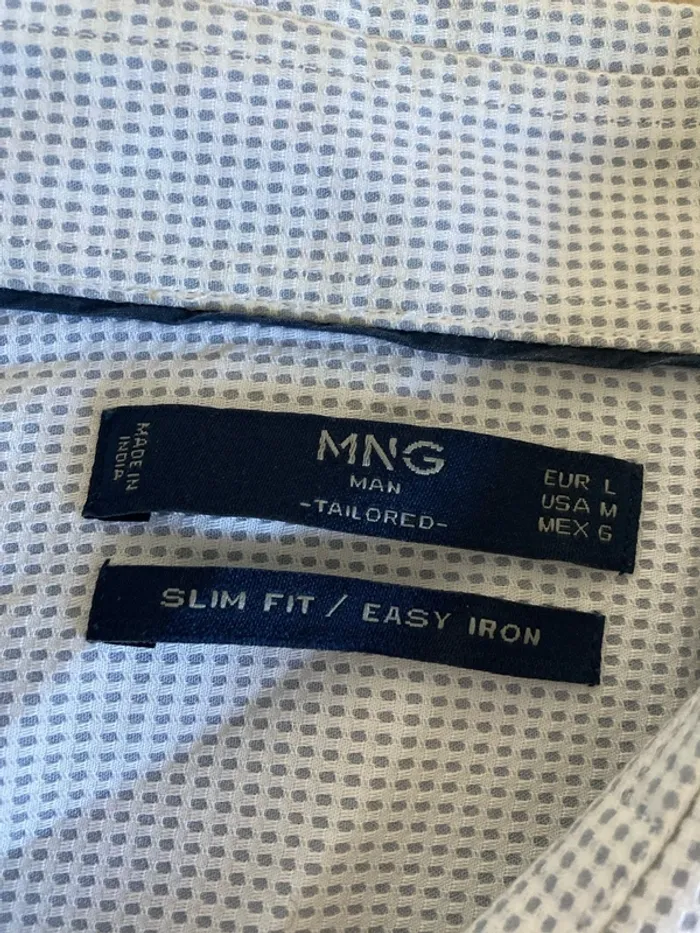 MADE IN
INDIA
MNG
MAN
-TAILORED-
EUR L
USA M
MEX G
SLIM FIT / EASY IRON